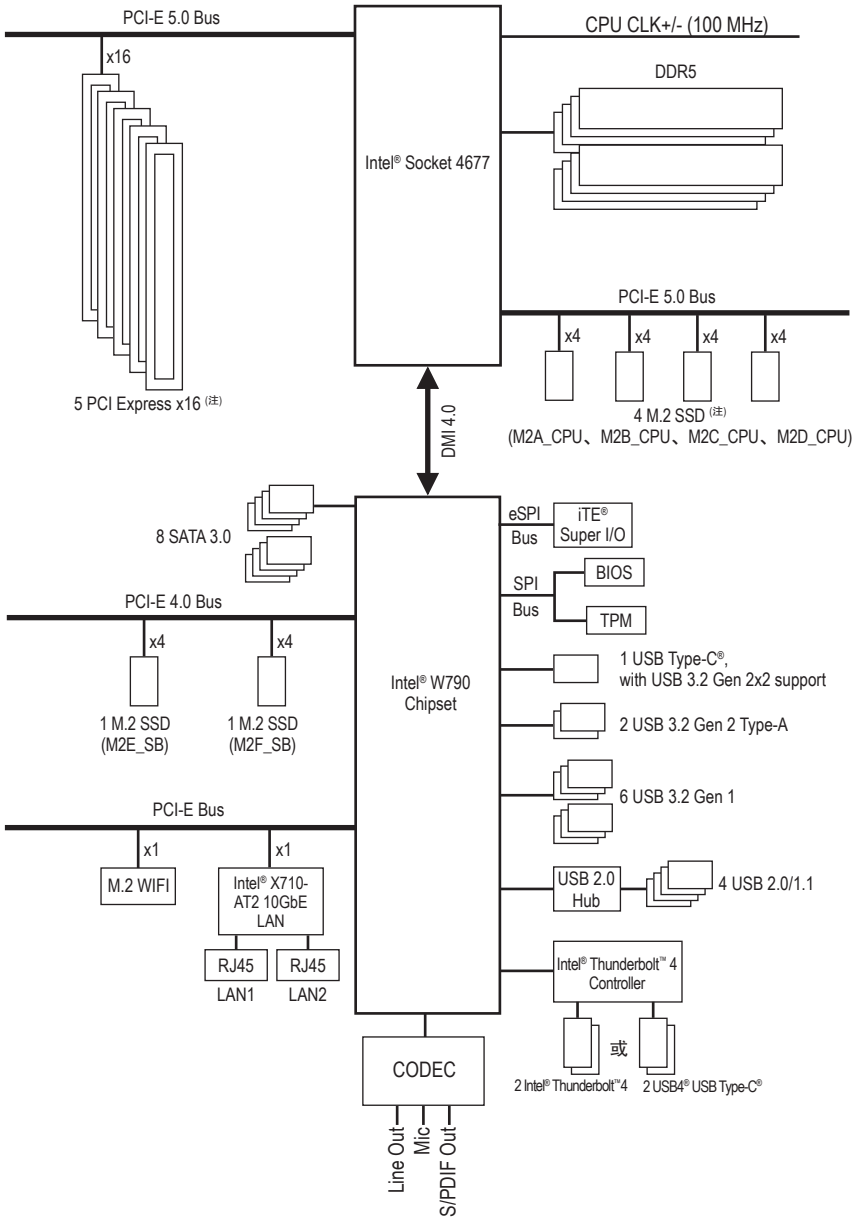 PCI-E 5.0 Bus
x16
5 PCI Express x16 (注)
Intel® Socket 4677
CPU CLK+/- (100 MHz)
DDR5
PCI-E 5.0 Bus
x4
x4
x4
x4
4 M.2 SSD (注)
(M2A_CPU、M2B_CPU、M2C_CPU、M2D_CPU)
DMI 4.0
8 SATA 3.0
PCI-E 4.0 Bus
x4
x4
1 M.2 SSD
(M2E_SB)
1 M.2 SSD
(M2F_SB)
PCI-E Bus
x1
x1
M.2 WIFI
Intel® X710-
AT2 10GbE
LAN
RJ45
RJ45
LAN1
LAN2
Intel® W790
Chipset
eSPI
Bus
iTE®
Super I/O
SPI
Bus
BIOS
TPM
1 USB Type-C®,
with USB 3.2 Gen 2x2 support
2 USB 3.2 Gen 2 Type-A
6 USB 3.2 Gen 1
USB 2.0
Hub
4 USB 2.0/1.1
Intel® Thunderbolt™ 4
Controller
或
2 Intel® Thunderbolt™4
2 USB4® USB Type-C®
CODEC
Line Out
Mic
S/PDIF Out